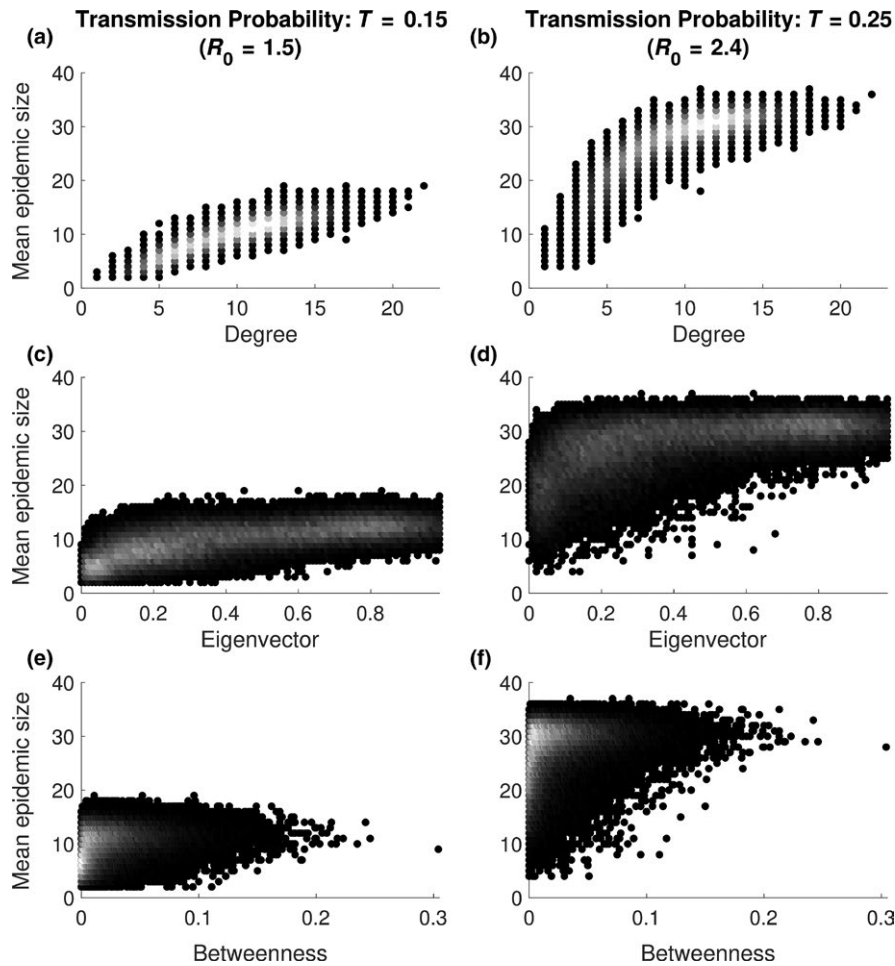 Transmission Probability: T = 0.15
(R0 = 1.5)
Transmission Probability: T = 0.25
(R0 = 2.4)
(a)
Mean epidemic size
40
30
20
10
0
0 5 10 15 20
Degree
(b)
40
30
20
10
0
0 5 10 15 20
Degree
(c)
Mean epidemic size
40
30
20
10
0
0 0.2 0.4 0.6 0.8
Eigenvector
(d)
40
30
20
10
0
0.2 0.4 0.6 0.8
Eigenvector
(e)
Mean epidemic size
40
30
20
10
0
0 0.1 0.2 0.3
Betweenness
(f)
40
30
20
10
0
0 0.1 0.2 0.3
Betweenness